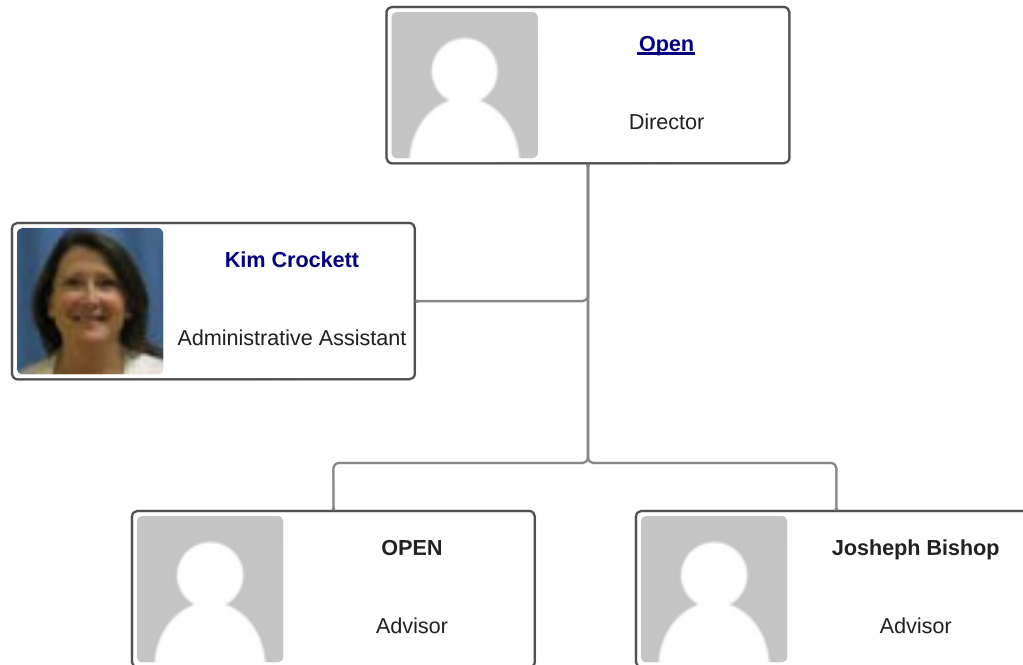 Open
Director
Kim Crockett
Administrative Assistant
OPEN
Advisor
Josheph Bishop
Advisor